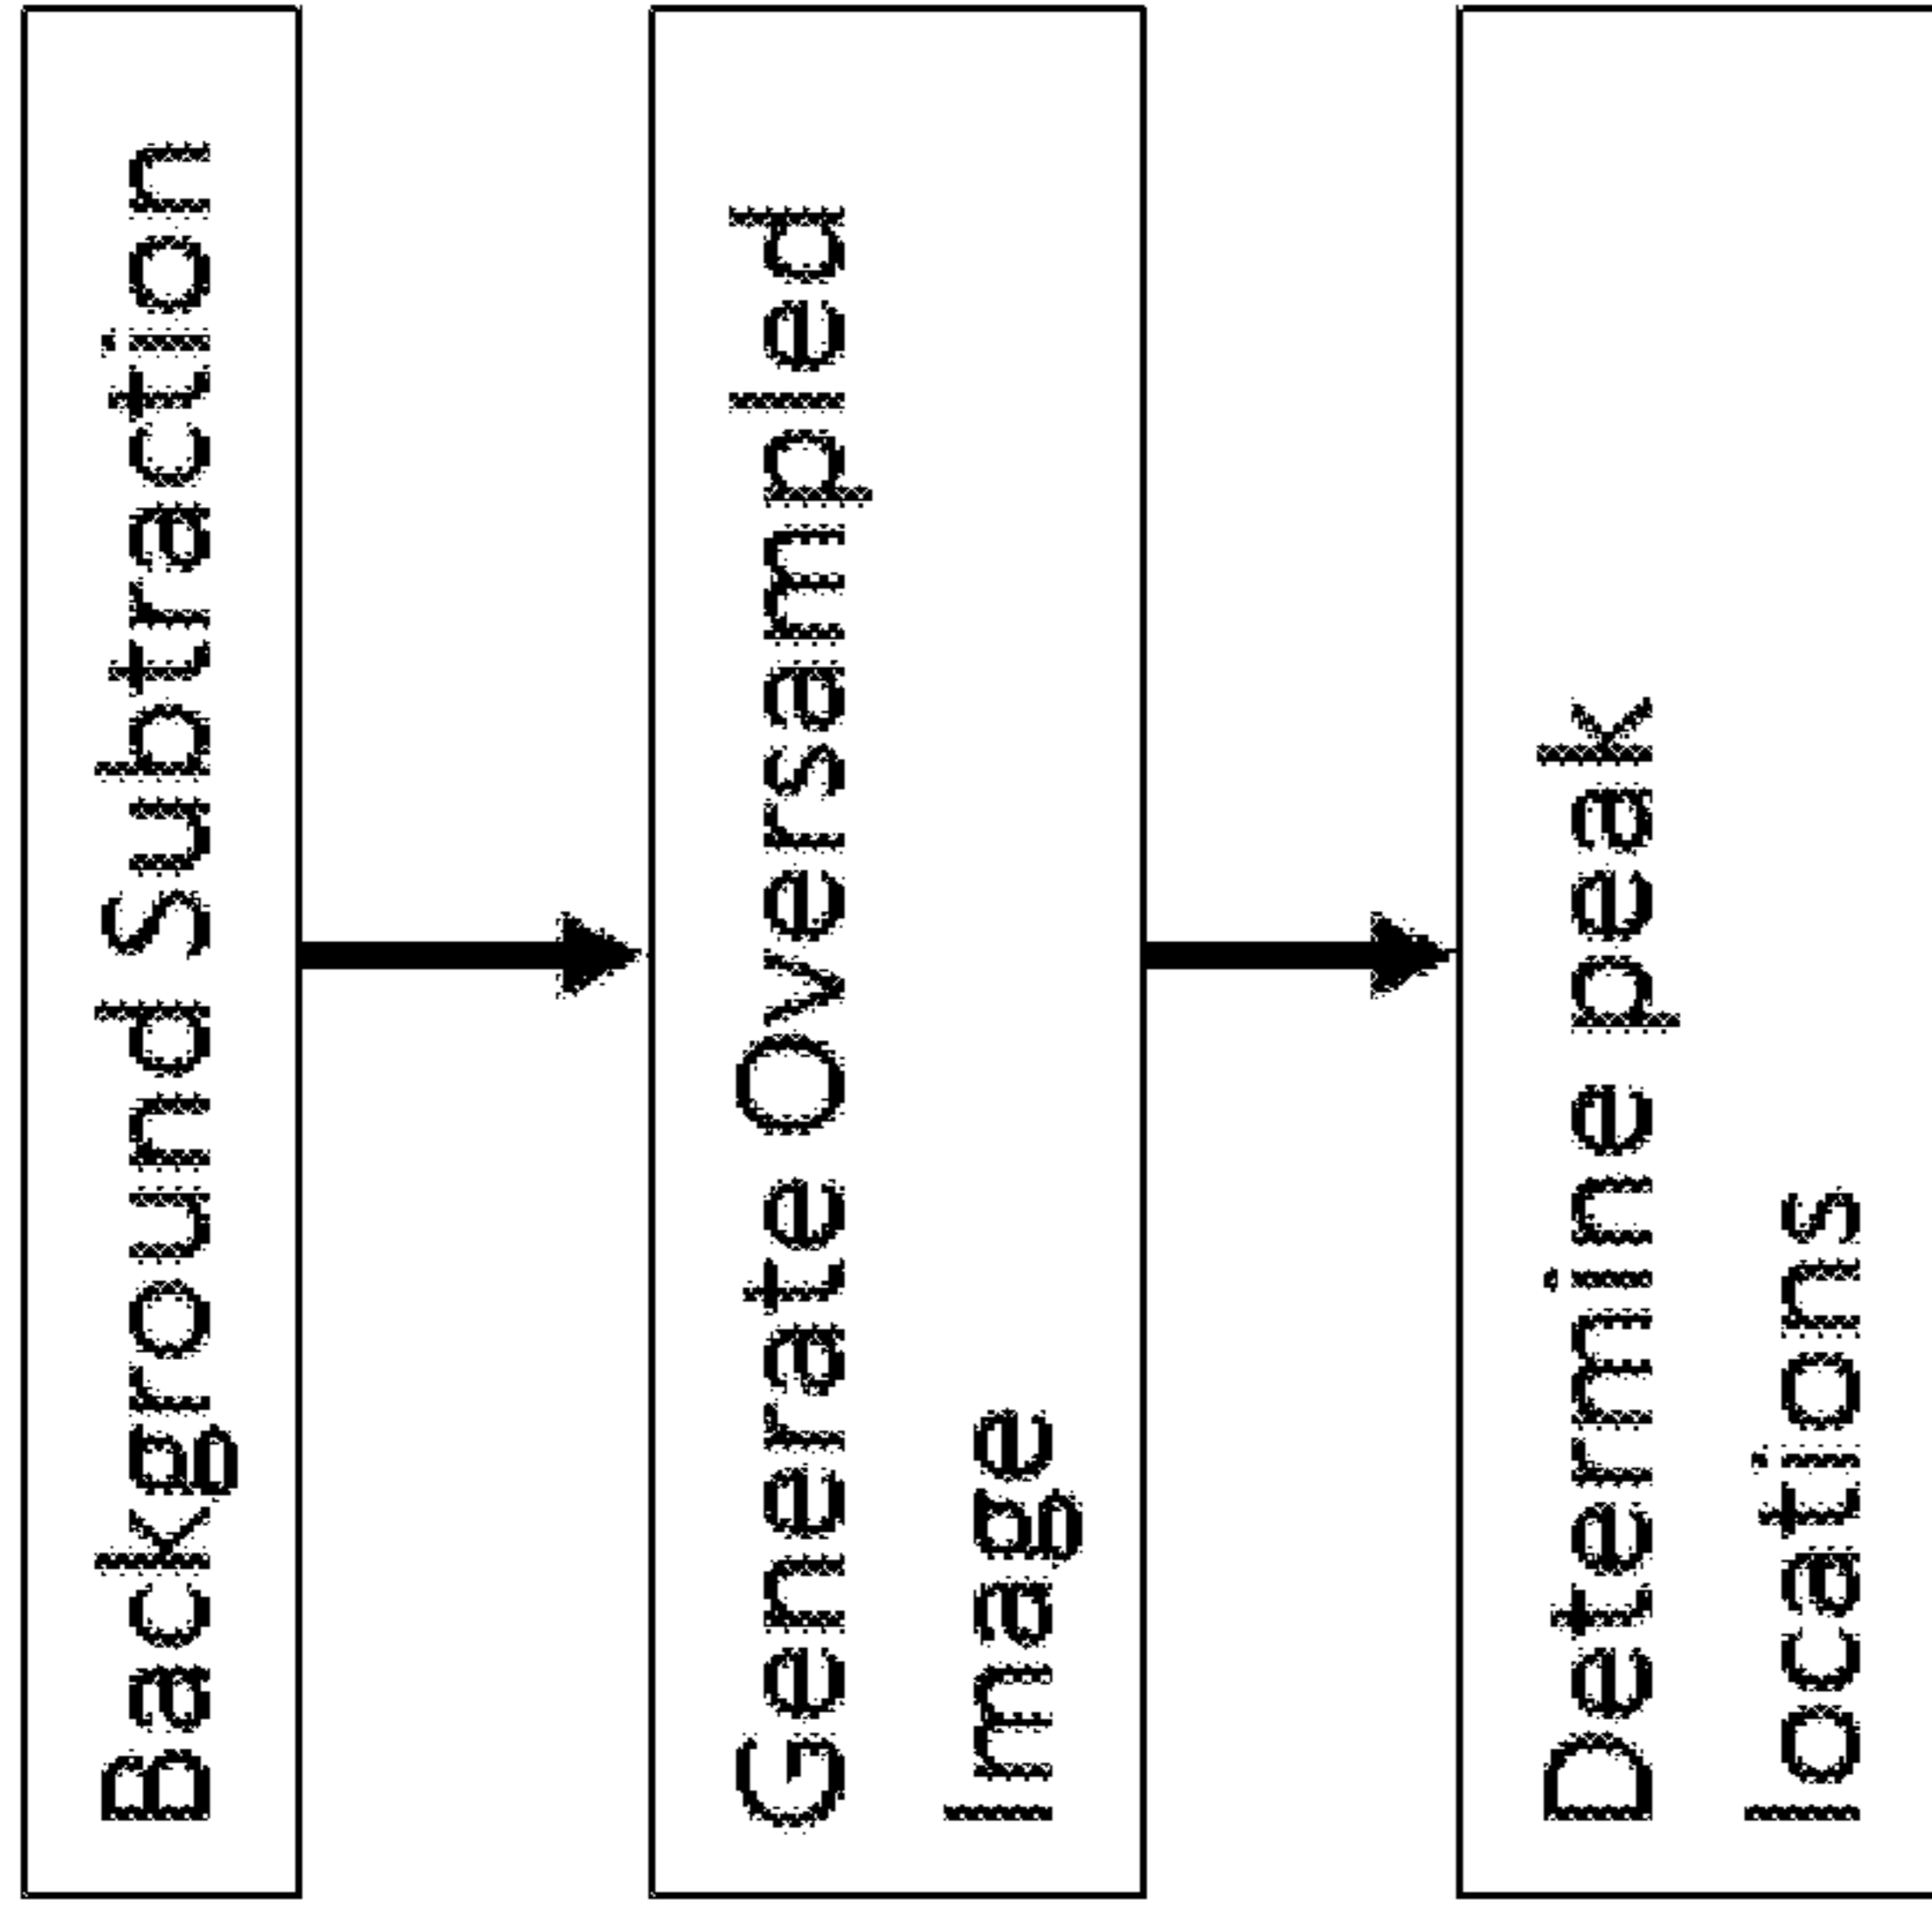 Background Subtraction
Generate Oversampled
Image
Determine peak
locations